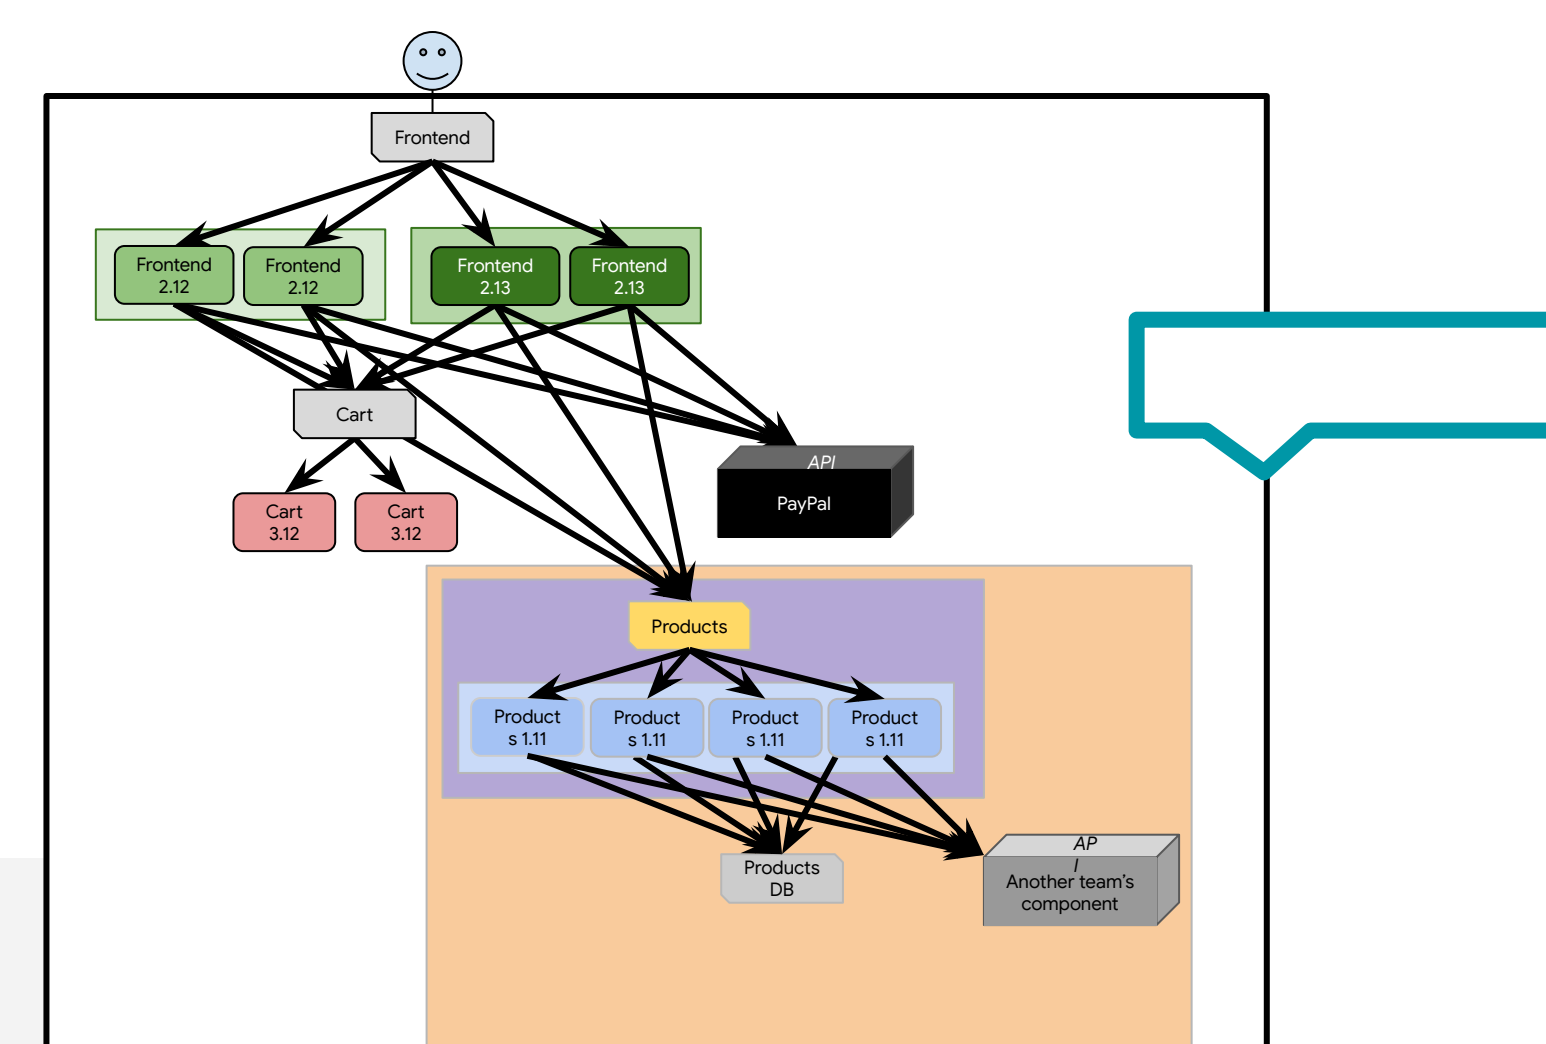 Frontend
Frontend
2.12
Frontend
2.12
Frontend
2.13
Frontend
2.13
Cart
API
PayPal
Cart
3.12
Cart
3.12
Products
Product
s 1.11
Product
s 1.11
Product
s 1.11
Product
s 1.11
Products
DB
AP
I
Another team's
component